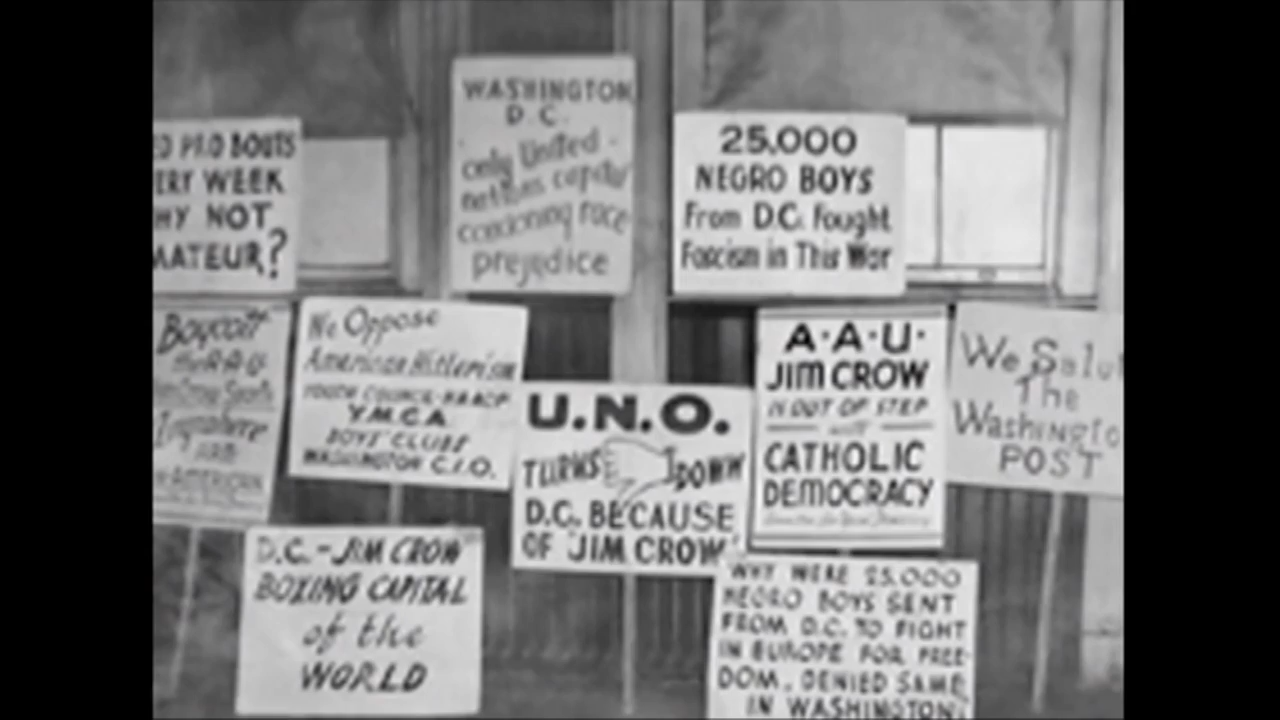 PRO BOUTS
ERY WEEK
HY NOT
MATEUR?
WASHINGTON
D.C.
only United
nations capital
condoning race
prejudice
25,000
NEGRO BOYS
From D.C. Fought
Fascism in This War
Boycott
We Oppose
American Hitlerism
YOUTH COUNCIL-NAACP
Y.M.C.A.
BOYS' CLUBS
WASHINGTON C.I.O.
U.N.O.
TURNS DOWN
D.C. BECAUSE
OF 'JIM CROW'
A·A·U·
JIM CROW
IS OUT OF STEP
with
CATHOLIC
DEMOCRACY
We Salut
The
Washingto
POST
D.C. - JIM CROW
BOXING CAPITAL
of the
WORLD
WHY WERE 25,000
NEGRO BOYS SENT
FROM D.C. TO FIGHT
IN EUROPE FOR FREE-
DOM, DENIED SAME
IN WASHINGTON